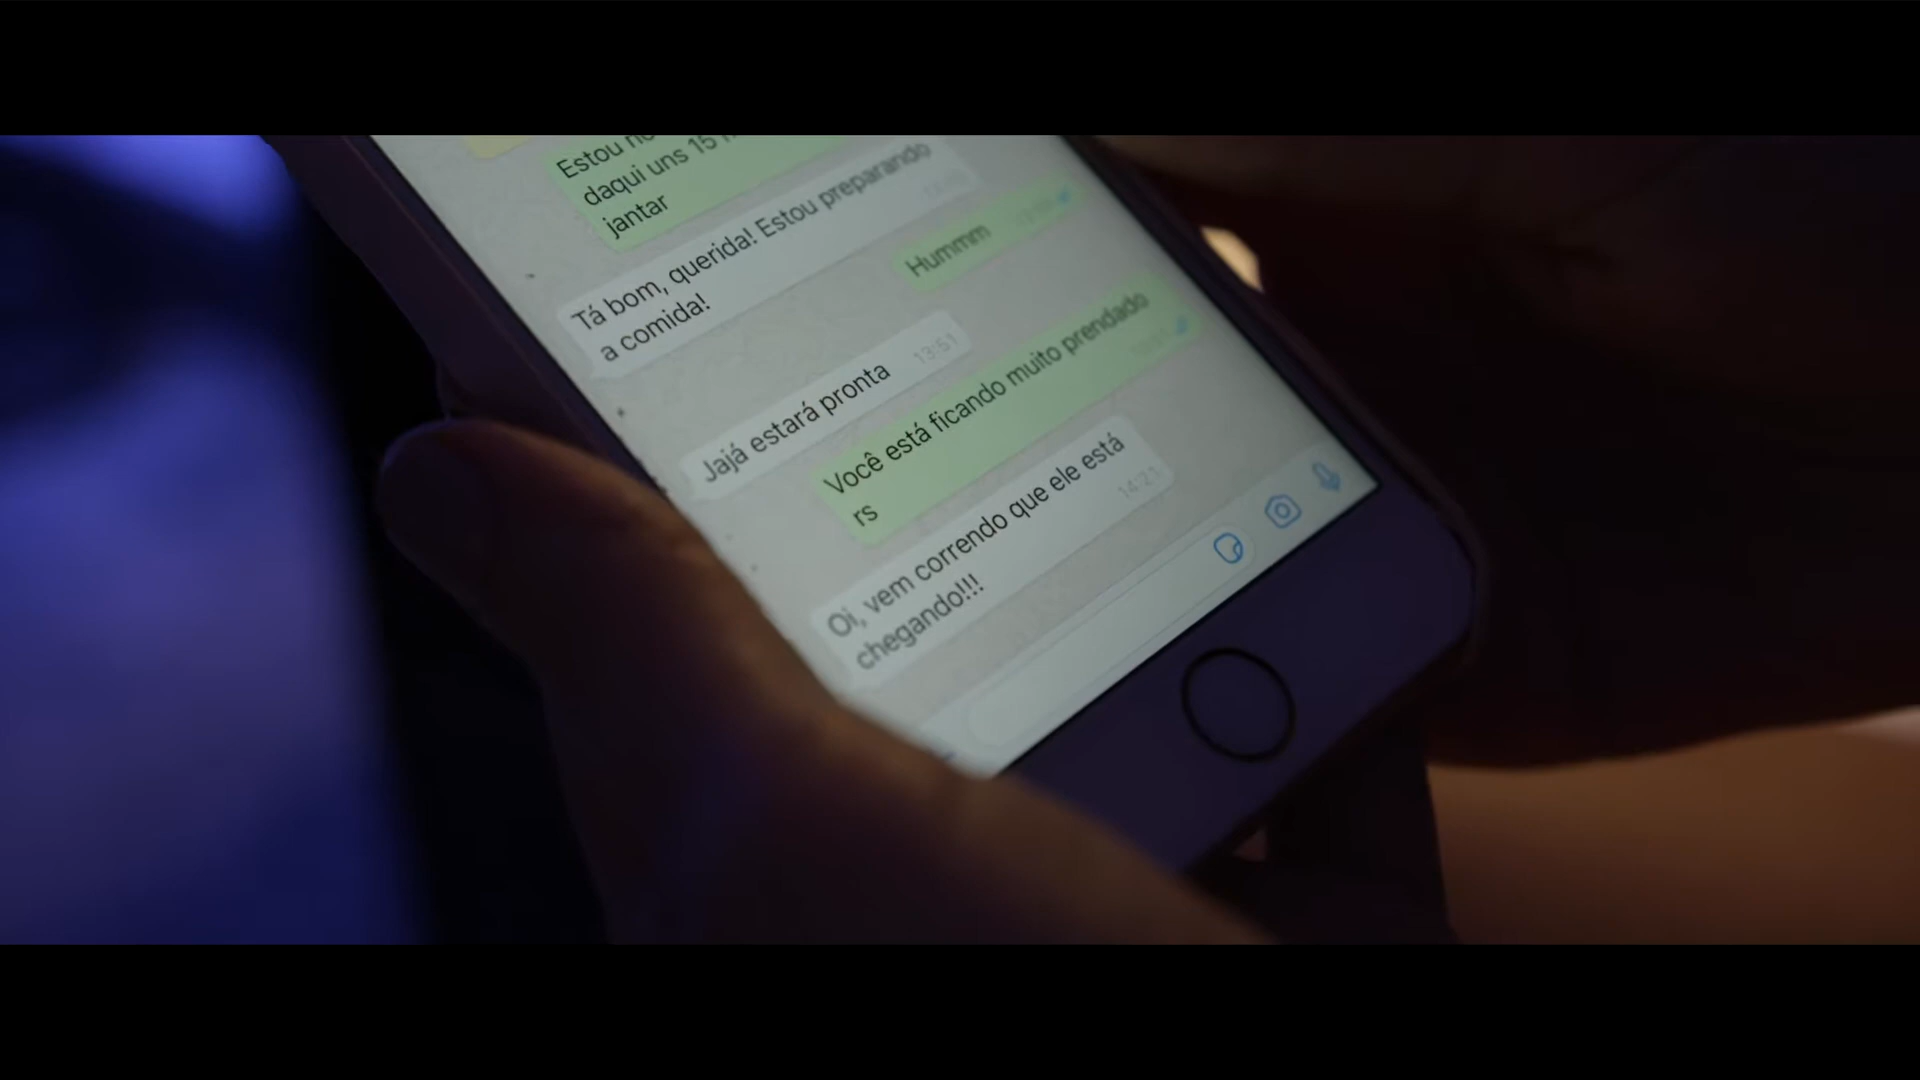 Estou
daqui uns 15
jantar
Tá bom, querida! Estou preparando
a comida!
Hummm
Jajá estará pronta 13:51
Você está ficando muito prendado
rs
Oi, vem correndo que ele está
chegando!!! 14:21